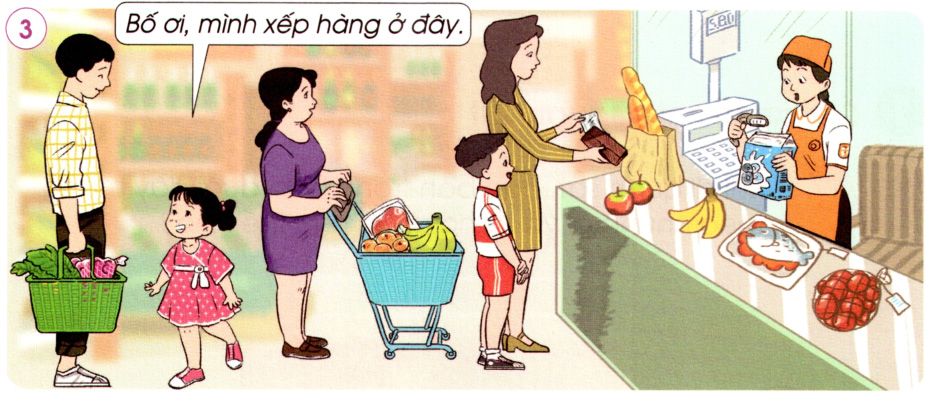 3
Bố ơi, mình xếp hàng ở đây.